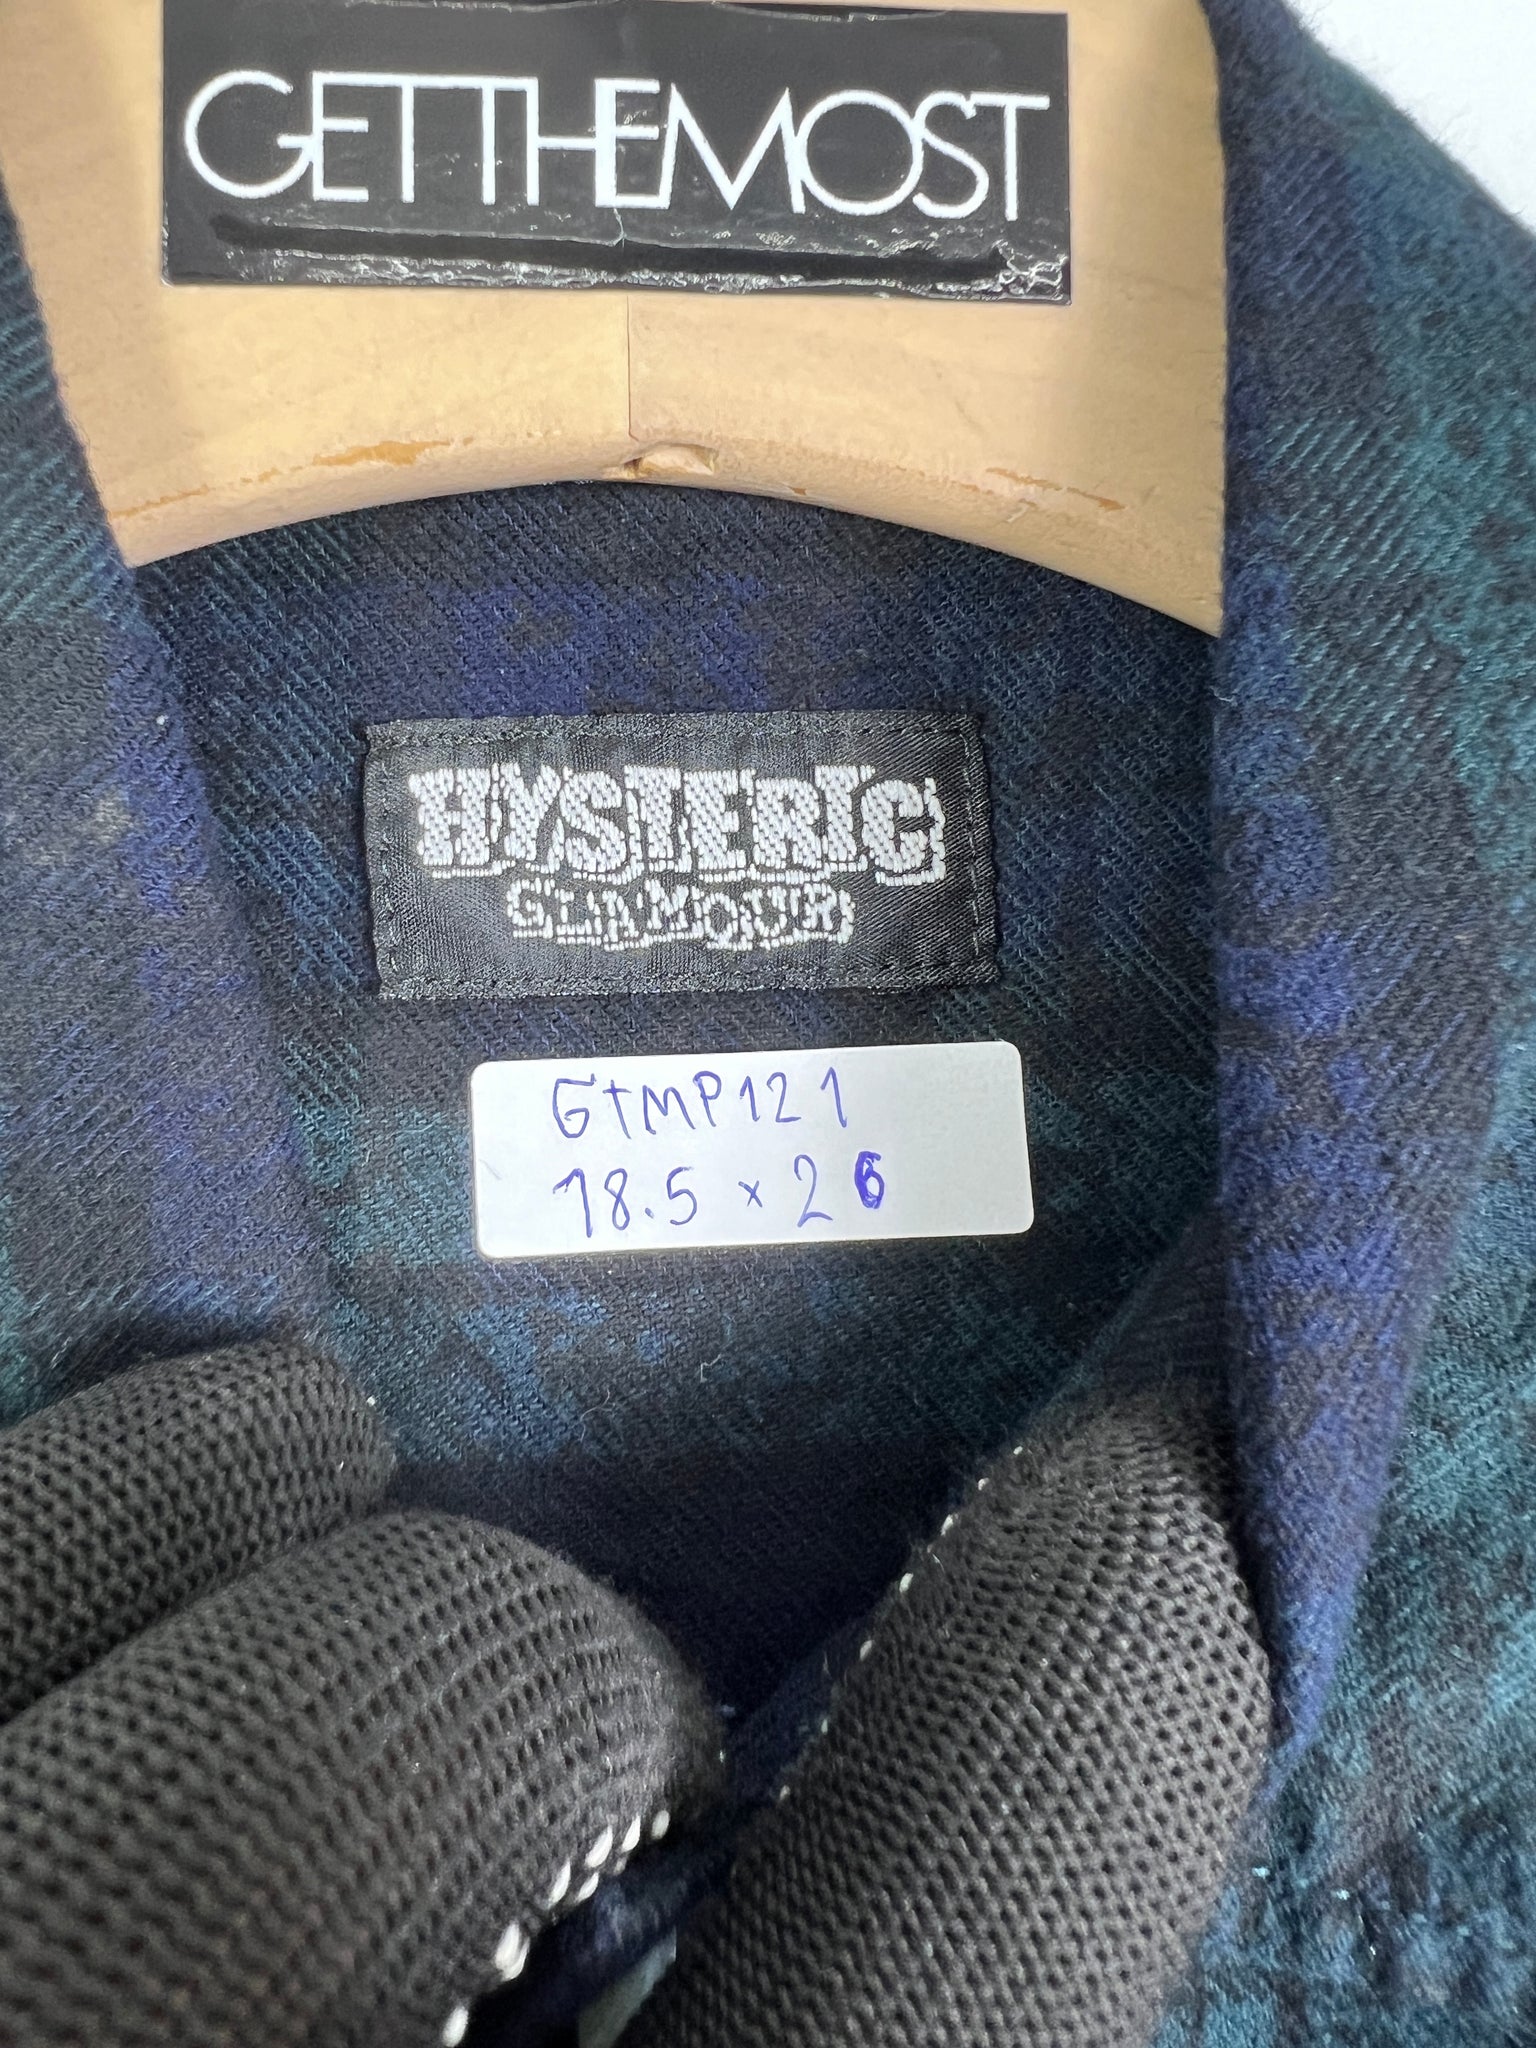 GETTHEMOST
HYSTERIC
GLAMOUR
GTMP121
18.5 x 26